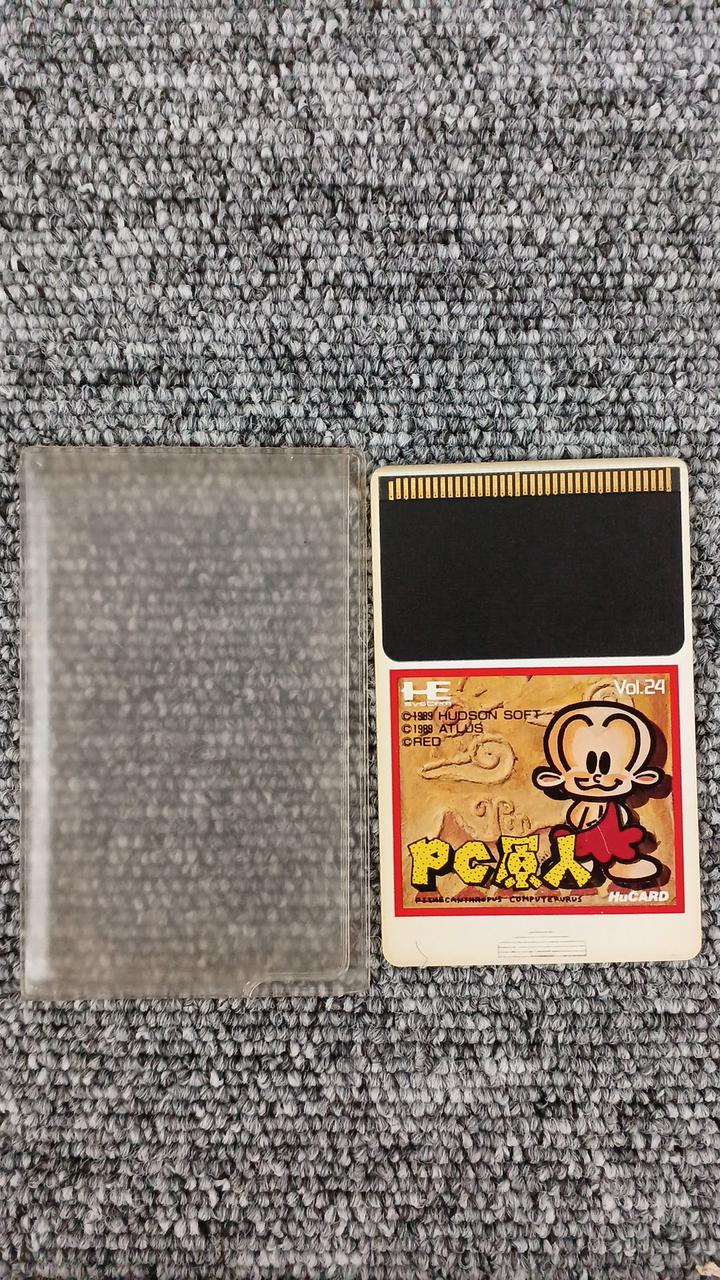 HE
SYSTEM
Vol.24
©1989 HUDSON SOFT
©1989 ATLUS
©RED
PC原人
PITHECANTHROPUS COMPUTERURUS
HuCARD